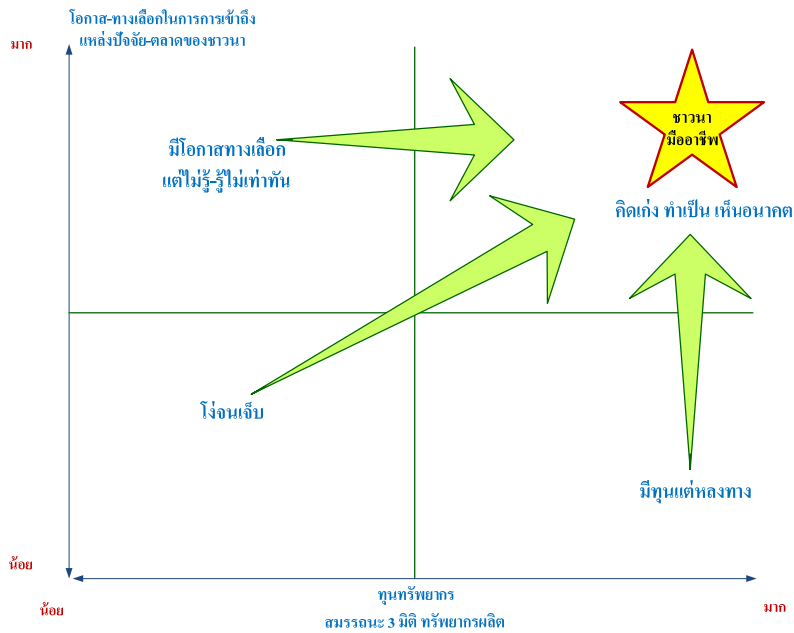 โอกาส-ทางเลือกในการการเข้าถึง
แหล่งปัจจัย-ตลาดของชาวนา
มาก
ชาวนา
มืออาชีพ
มีโอกาสทางเลือก
แต่ไม่รู้-รู้ไม่เท่าทัน
คิดเก่ง ทำเป็น เห็นอนาคต
โง่จนเจ็บ
มีทุนแต่หลงทาง
น้อย
น้อย
ทุนทรัพยากร
มาก
สมรรถนะ 3 มิติ ทรัพยากรผลิต